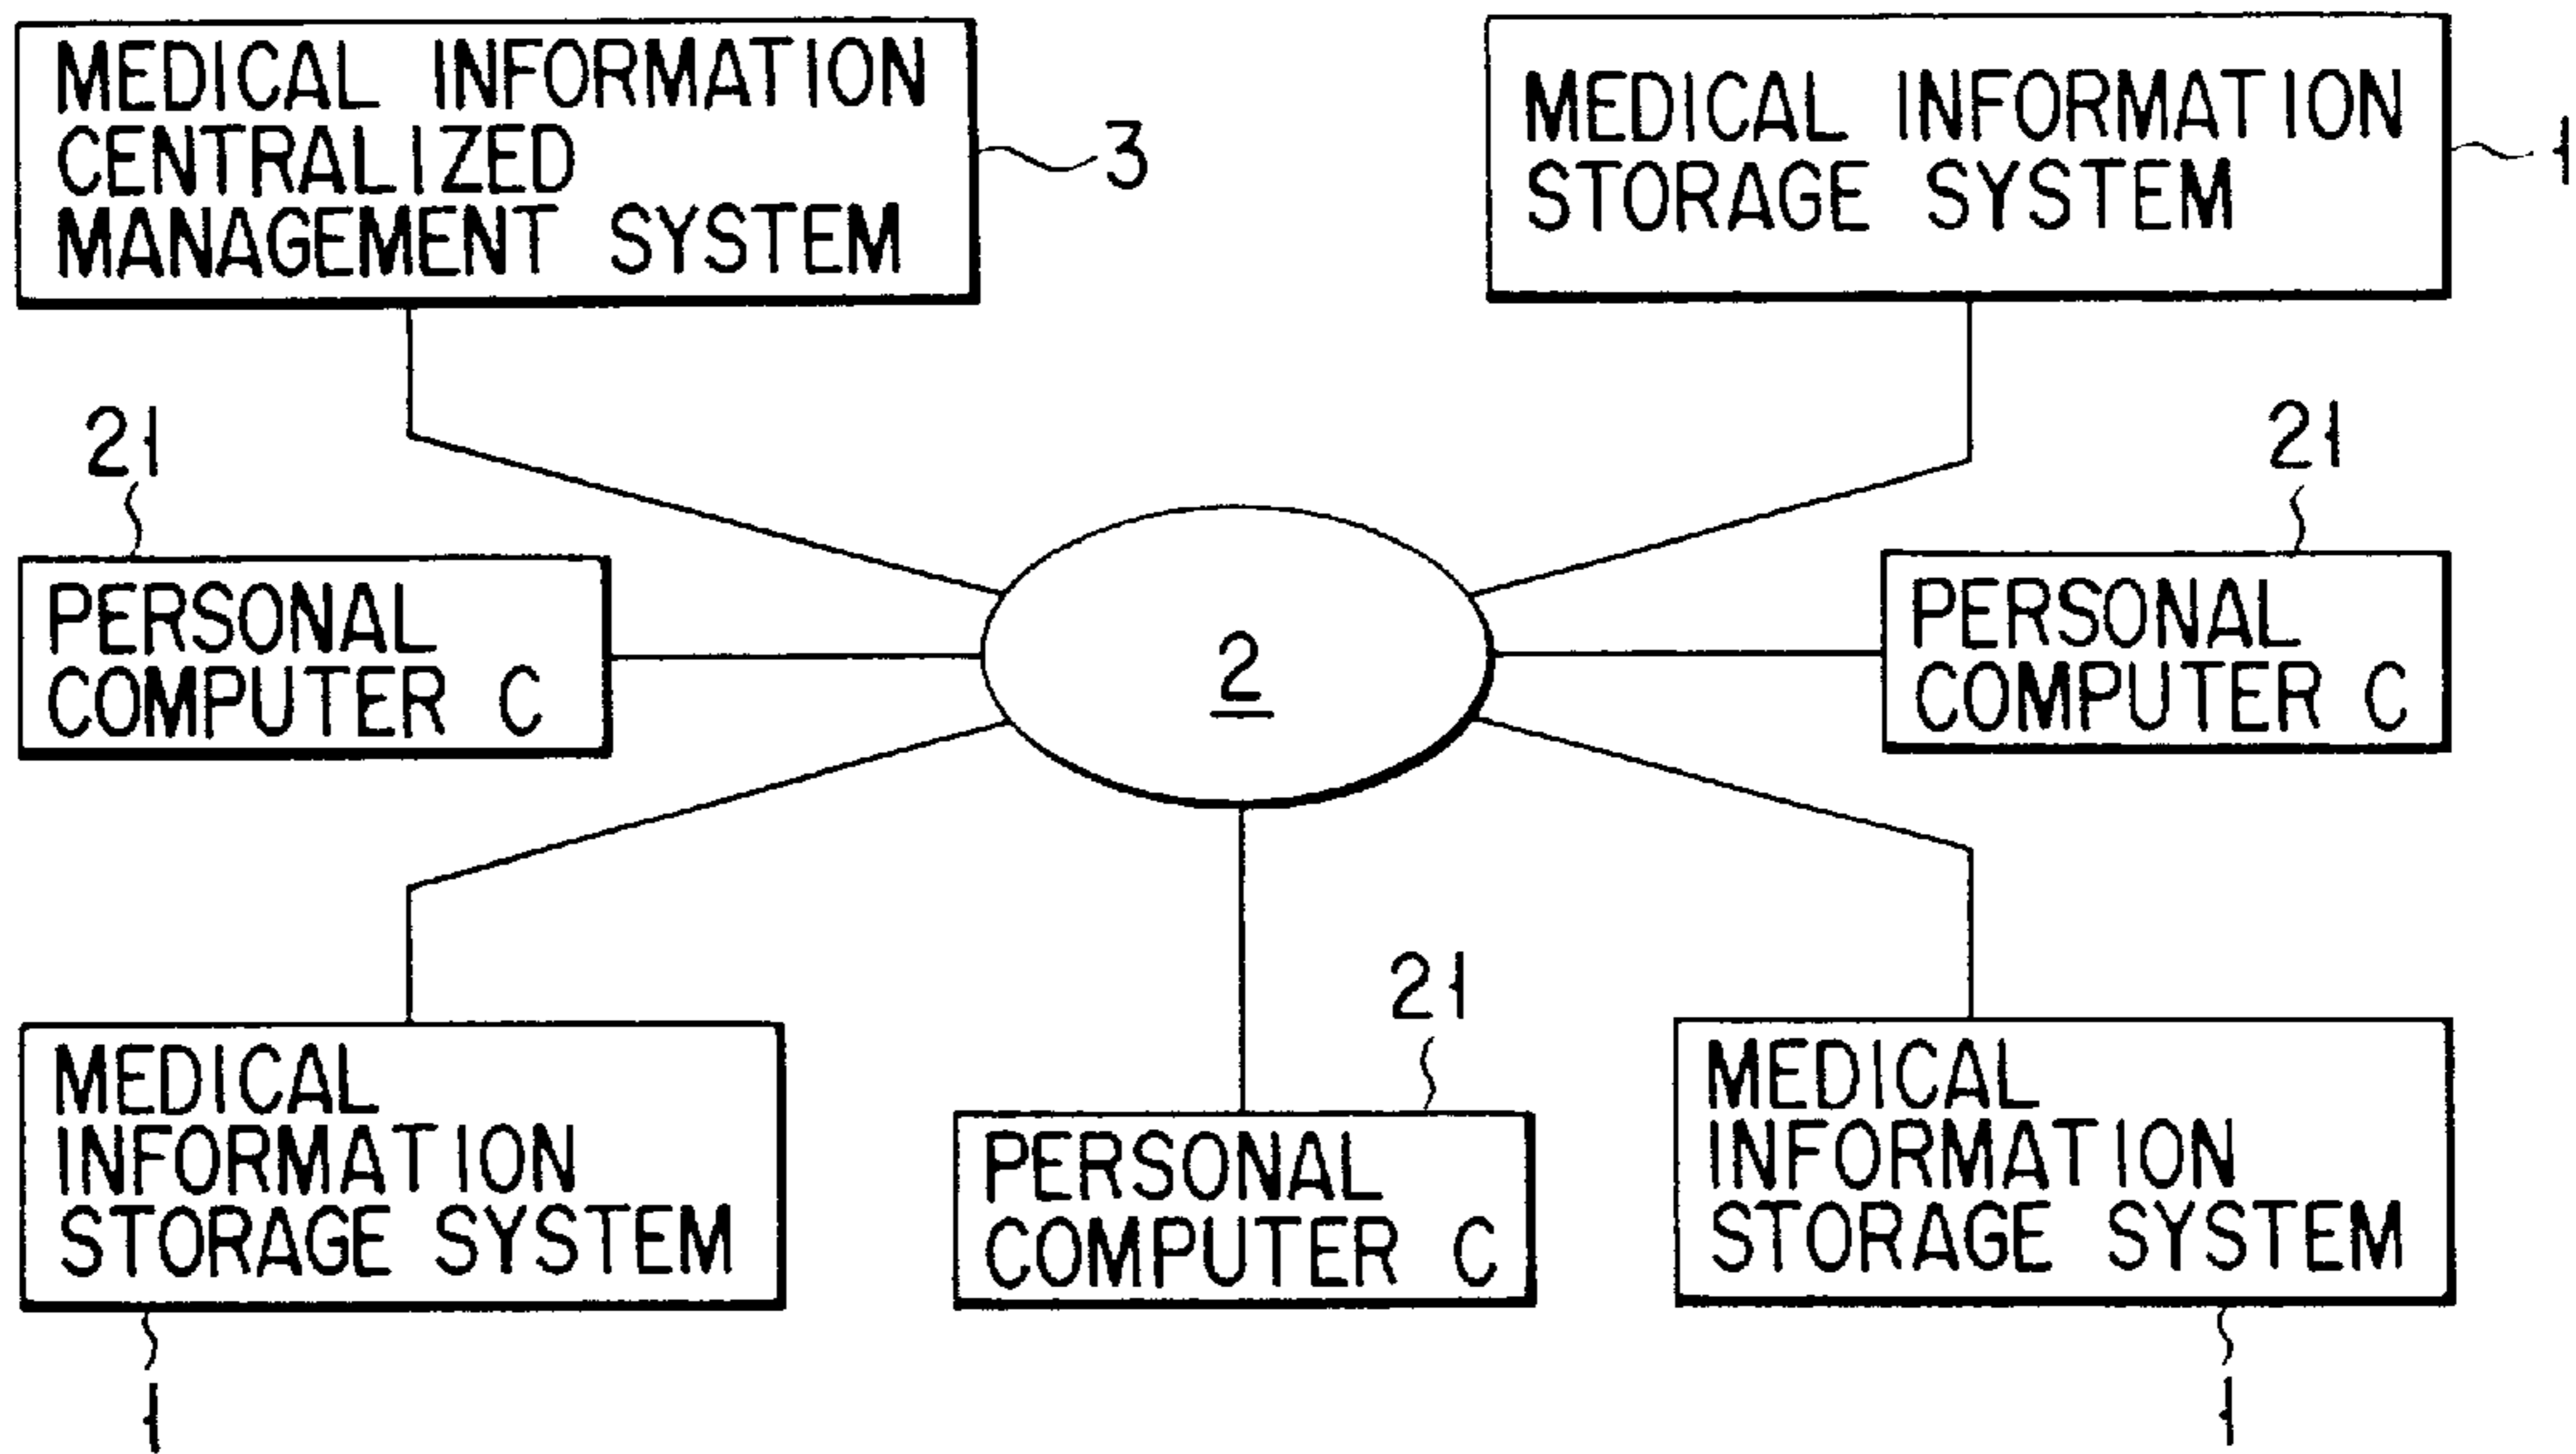 MEDICAL INFORMATION
CENTRALIZED
MANAGEMENT SYSTEM
3
MEDICAL INFORMATION
STORAGE SYSTEM
1
21
PERSONAL
COMPUTER C
2
21
PERSONAL
COMPUTER C
MEDICAL
INFORMATION
STORAGE SYSTEM
1
21
PERSONAL
COMPUTER C
MEDICAL
INFORMATION
STORAGE SYSTEM
1